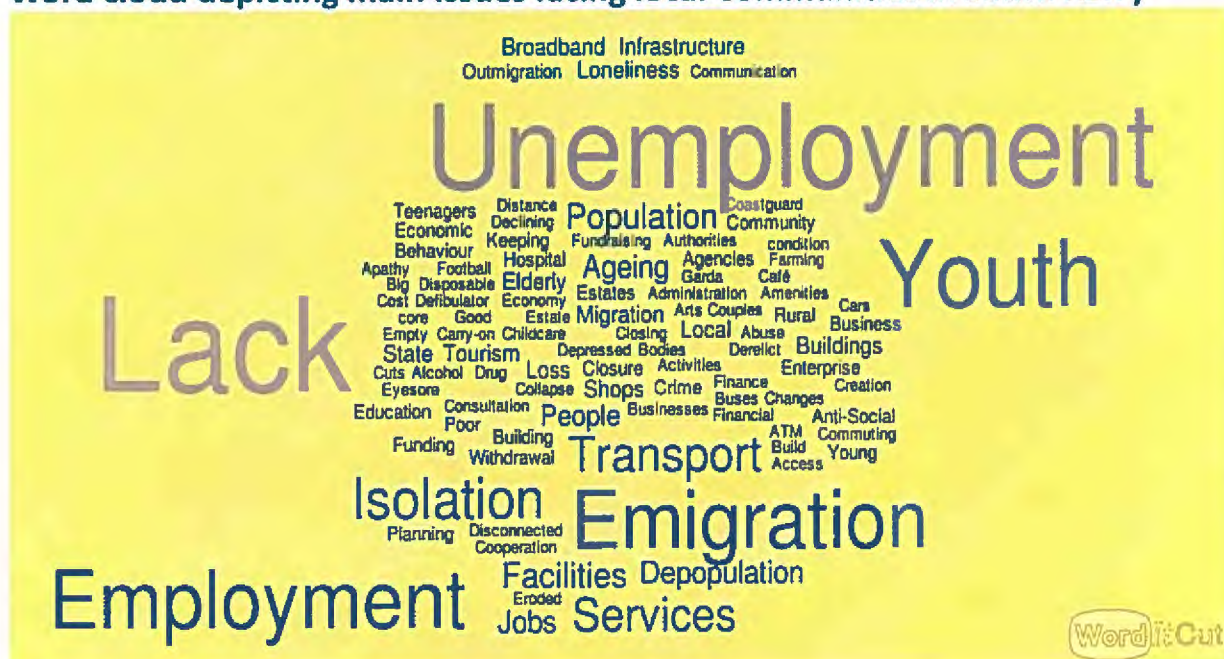 Broadband Infrastructure
Outmigration Loneliness Communication
Unemployment
Teenagers Distance Population Coastguard
Economic Declining Community
Behaviour Keeping Fundraising Authorities condition
Apathy Football Hospital Ageing Agencies Farming
Big Disposable Elderly Garda Café
Youth
Cost Defibulator Economy Estates Administration Amenities
core Good Estate Migration Arts Couples Rural Cars
Empty Carry-on Childcare Closing Local Abuse Business
Lack
State Tourism Depressed Bodies Derelict Buildings
Cuts Alcohol Drug Loss Closure Activities Enterprise
Eyesore Collapse Shops Crime Finance Creation
Buses Changes
Education Consultation People Businesses Financial Anti-Social
Poor ATM Commuting
Funding Building Transport Build Young
Withdrawal Access
Isolation Emigration
Planning Disconnected
Cooperation
Employment Facilities Depopulation
Eroded
Jobs Services
WordItOut